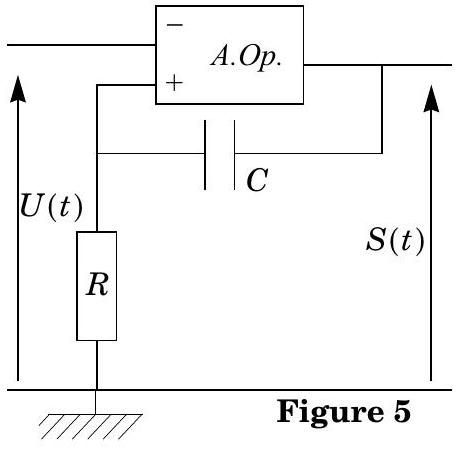 −
A.Op.
+
C
U(t)
S(t)
R
Figure 5